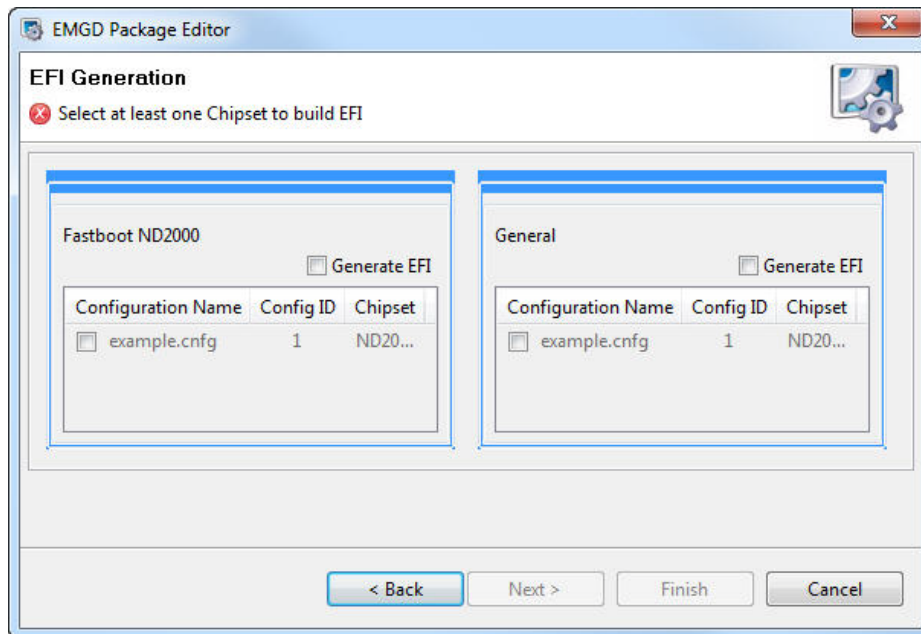 EMGD Package Editor
EFI Generation
Select at least one Chipset to build EFI
Fastboot ND2000
Generate EFI
Configuration Name Config ID Chipset
example.cnfg 1 ND20...
General
Generate EFI
Configuration Name Config ID Chipset
example.cnfg 1 ND20...
< Back Next > Finish Cancel